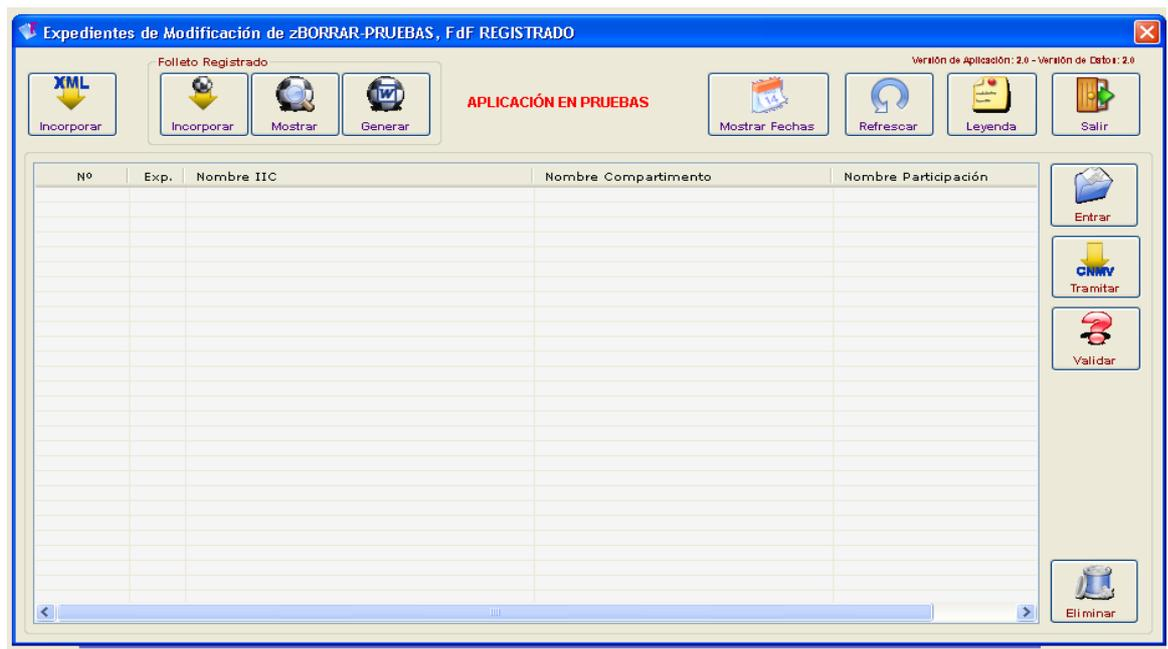 Expedientes de Modificación de zBORRAR-PRUEBAS, FdF REGISTRADO
Versión de Aplicación: 2.0 - Versión de Datos: 2.0
Folleto Registrado
XML
Incorporar
Incorporar
Mostrar
W
Generar
APLICACIÓN EN PRUEBAS
14
Mostrar Fechas
Refrescar
Leyenda
Salir
Nº Exp. Nombre IIC Nombre Compartimento Nombre Participación
Entrar
CNMV
Tramitar
Validar
Eliminar